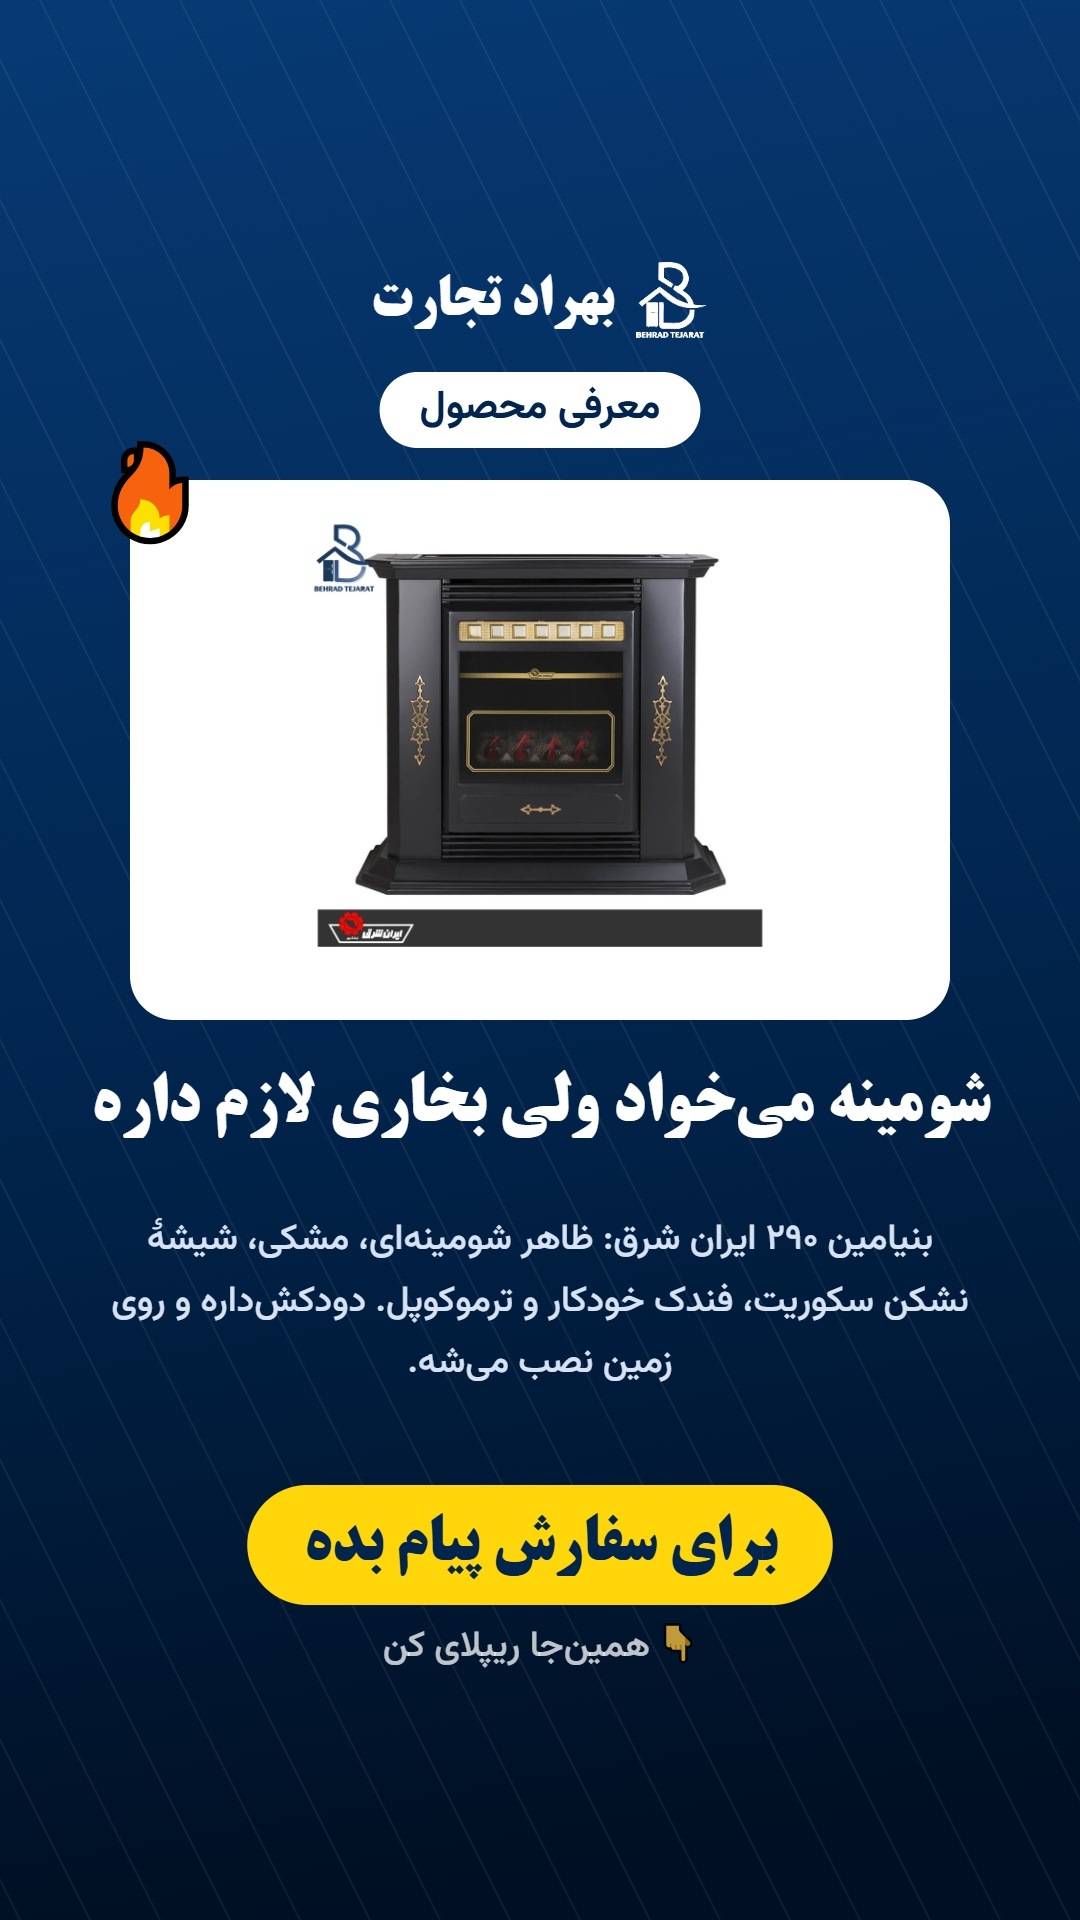 بهراد تجارت
BEHRAD TEJARAT
معرفی محصول
BEHRAD TEJARAT
ایران شرق
شومینه می‌خواد ولی بخاری لازم داره
بنیامین ۲۹۰ ایران شرق: ظاهر شومینه‌ای، مشکی، شیشهٔ
نشکن سکوریت، فندک خودکار و ترموکوپل. دودکش‌داره و روی
زمین نصب می‌شه.
برای سفارش پیام بده
همین‌جا ریپلای کن